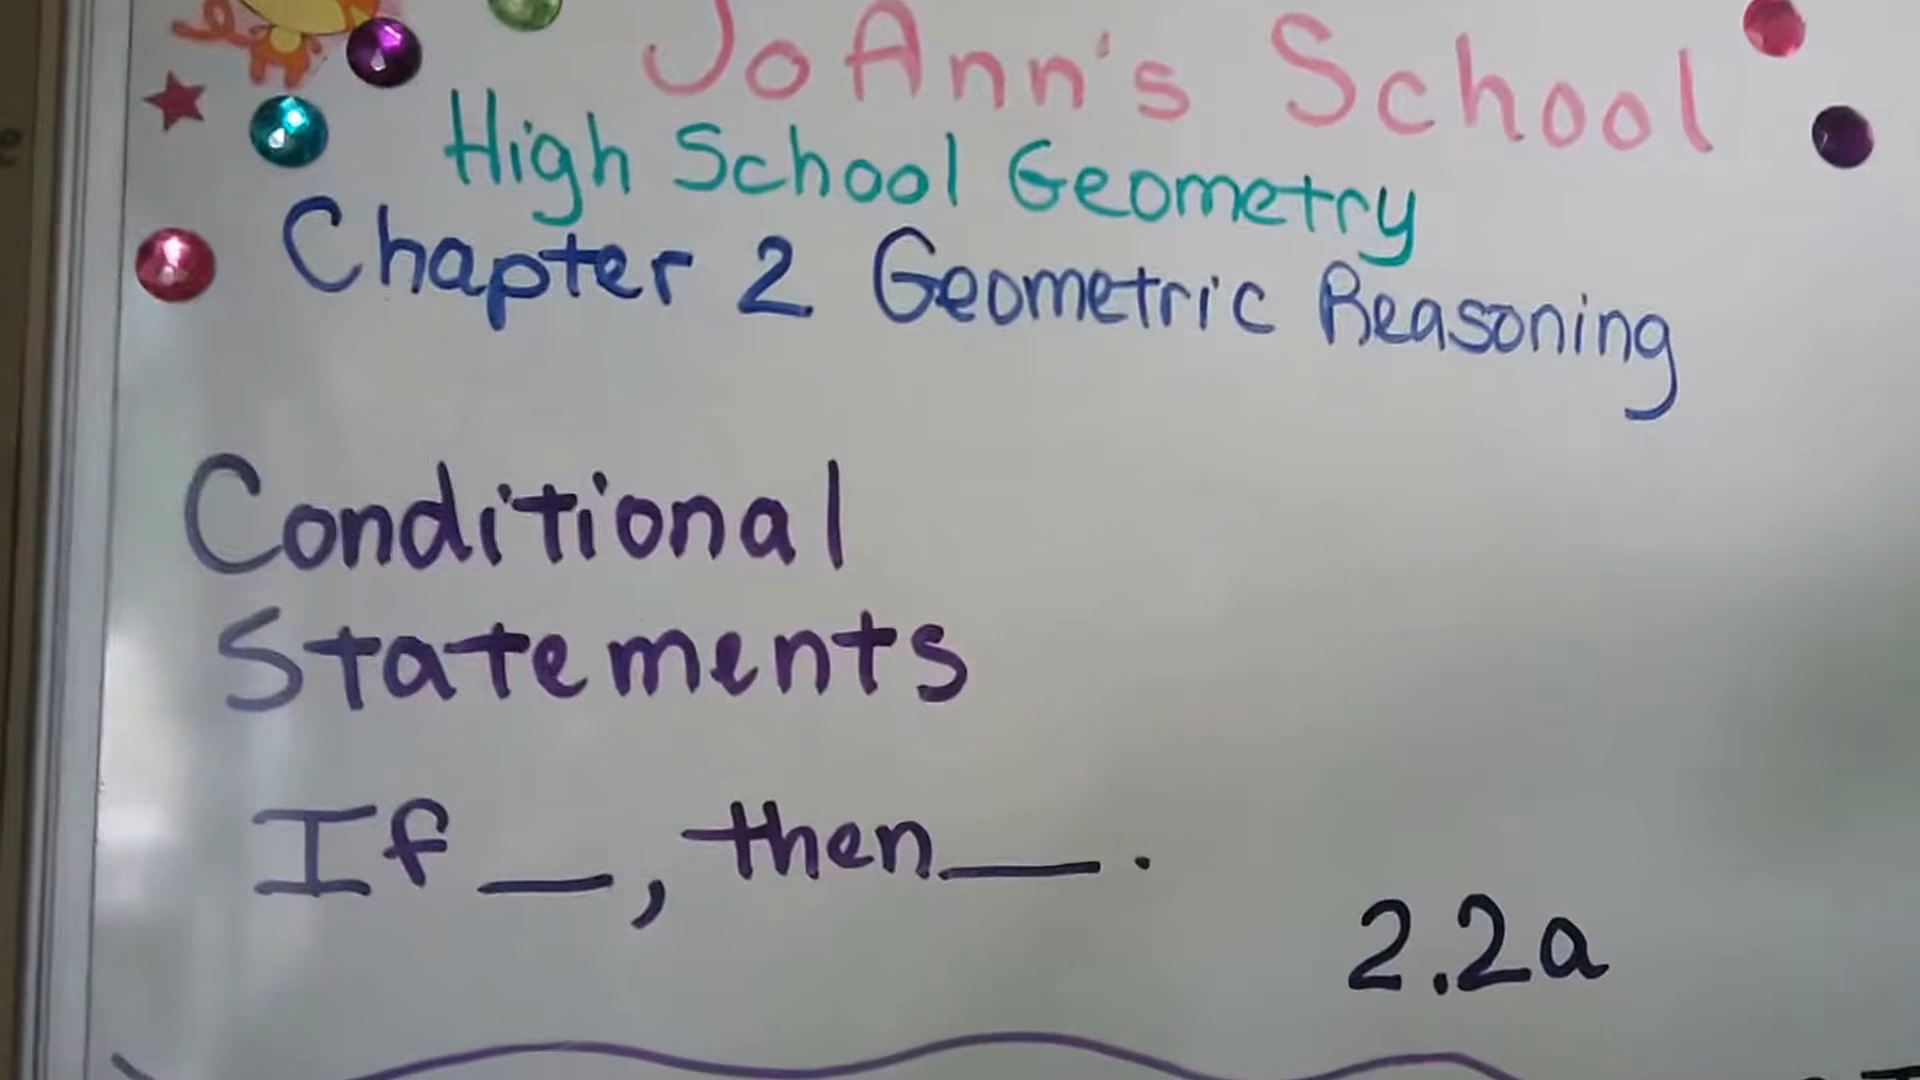 JoAnn's School
High School Geometry
Chapter 2 Geometric Reasoning
Conditional
Statements
If __, then __.
2.2a